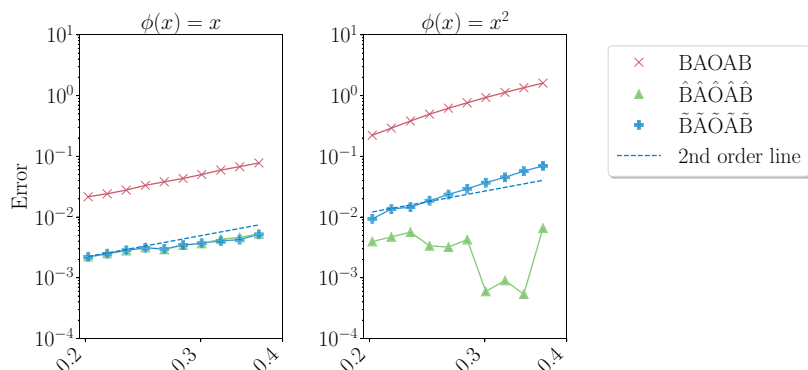 ϕ(x) = x
10¹
10⁰
10⁻¹
10⁻²
10⁻³
10⁻⁴
Error
0.2
0.3
0.4
ϕ(x) = x²
10¹
10⁰
10⁻¹
10⁻²
10⁻³
10⁻⁴
0.2
0.3
0.4
BAOAB
B̂ÂÔÂB̂
B̃ÃÕÃB̃
2nd order line